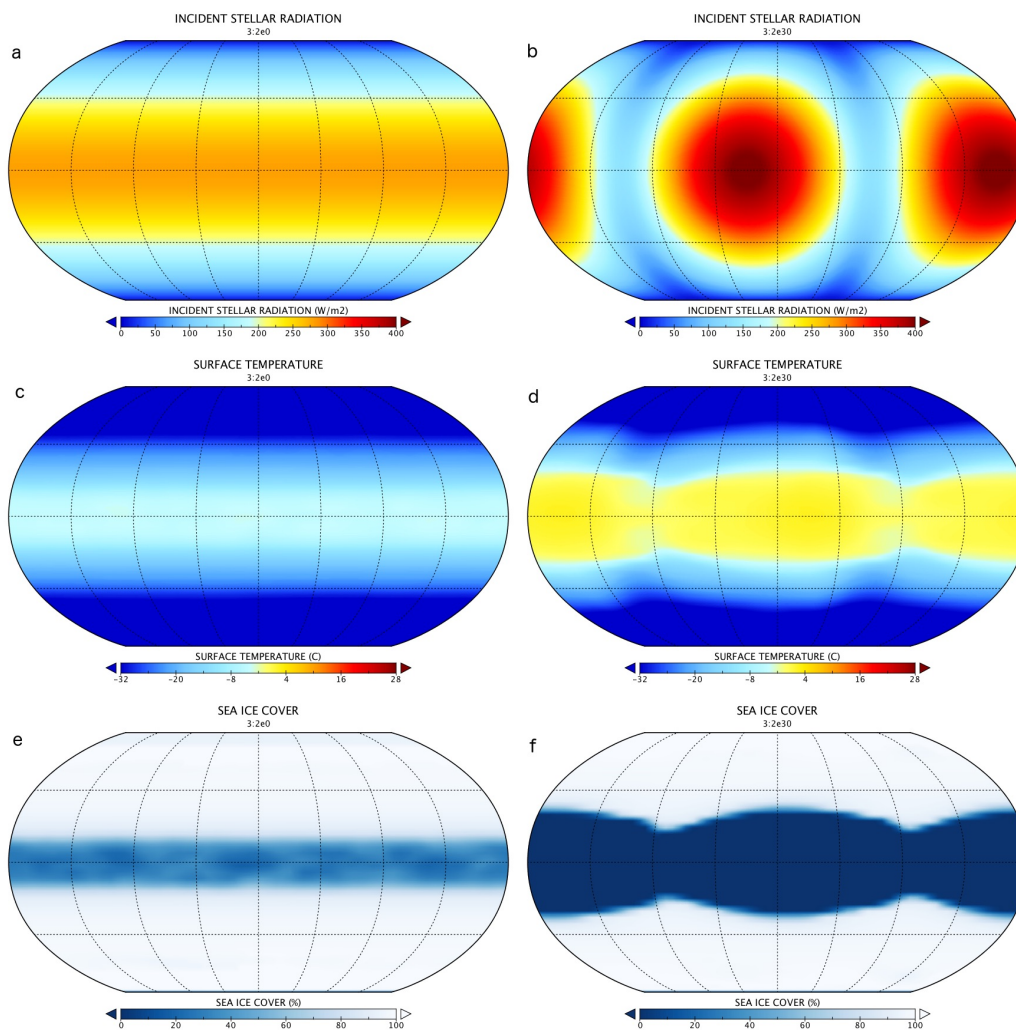 INCIDENT STELLAR RADIATION
3:2e0
a
INCIDENT STELLAR RADIATION (W/m2)
0 50 100 150 200 250 300 350 400
INCIDENT STELLAR RADIATION
3:2e30
b
INCIDENT STELLAR RADIATION (W/m2)
0 50 100 150 200 250 300 350 400
SURFACE TEMPERATURE
3:2e0
c
SURFACE TEMPERATURE (C)
-32 -20 -8 4 16 28
SURFACE TEMPERATURE
3:2e30
d
SURFACE TEMPERATURE (C)
-32 -20 -8 4 16 28
SEA ICE COVER
3:2e0
e
SEA ICE COVER (%)
0 20 40 60 80 100
SEA ICE COVER
3:2e30
f
SEA ICE COVER (%)
0 20 40 60 80 100